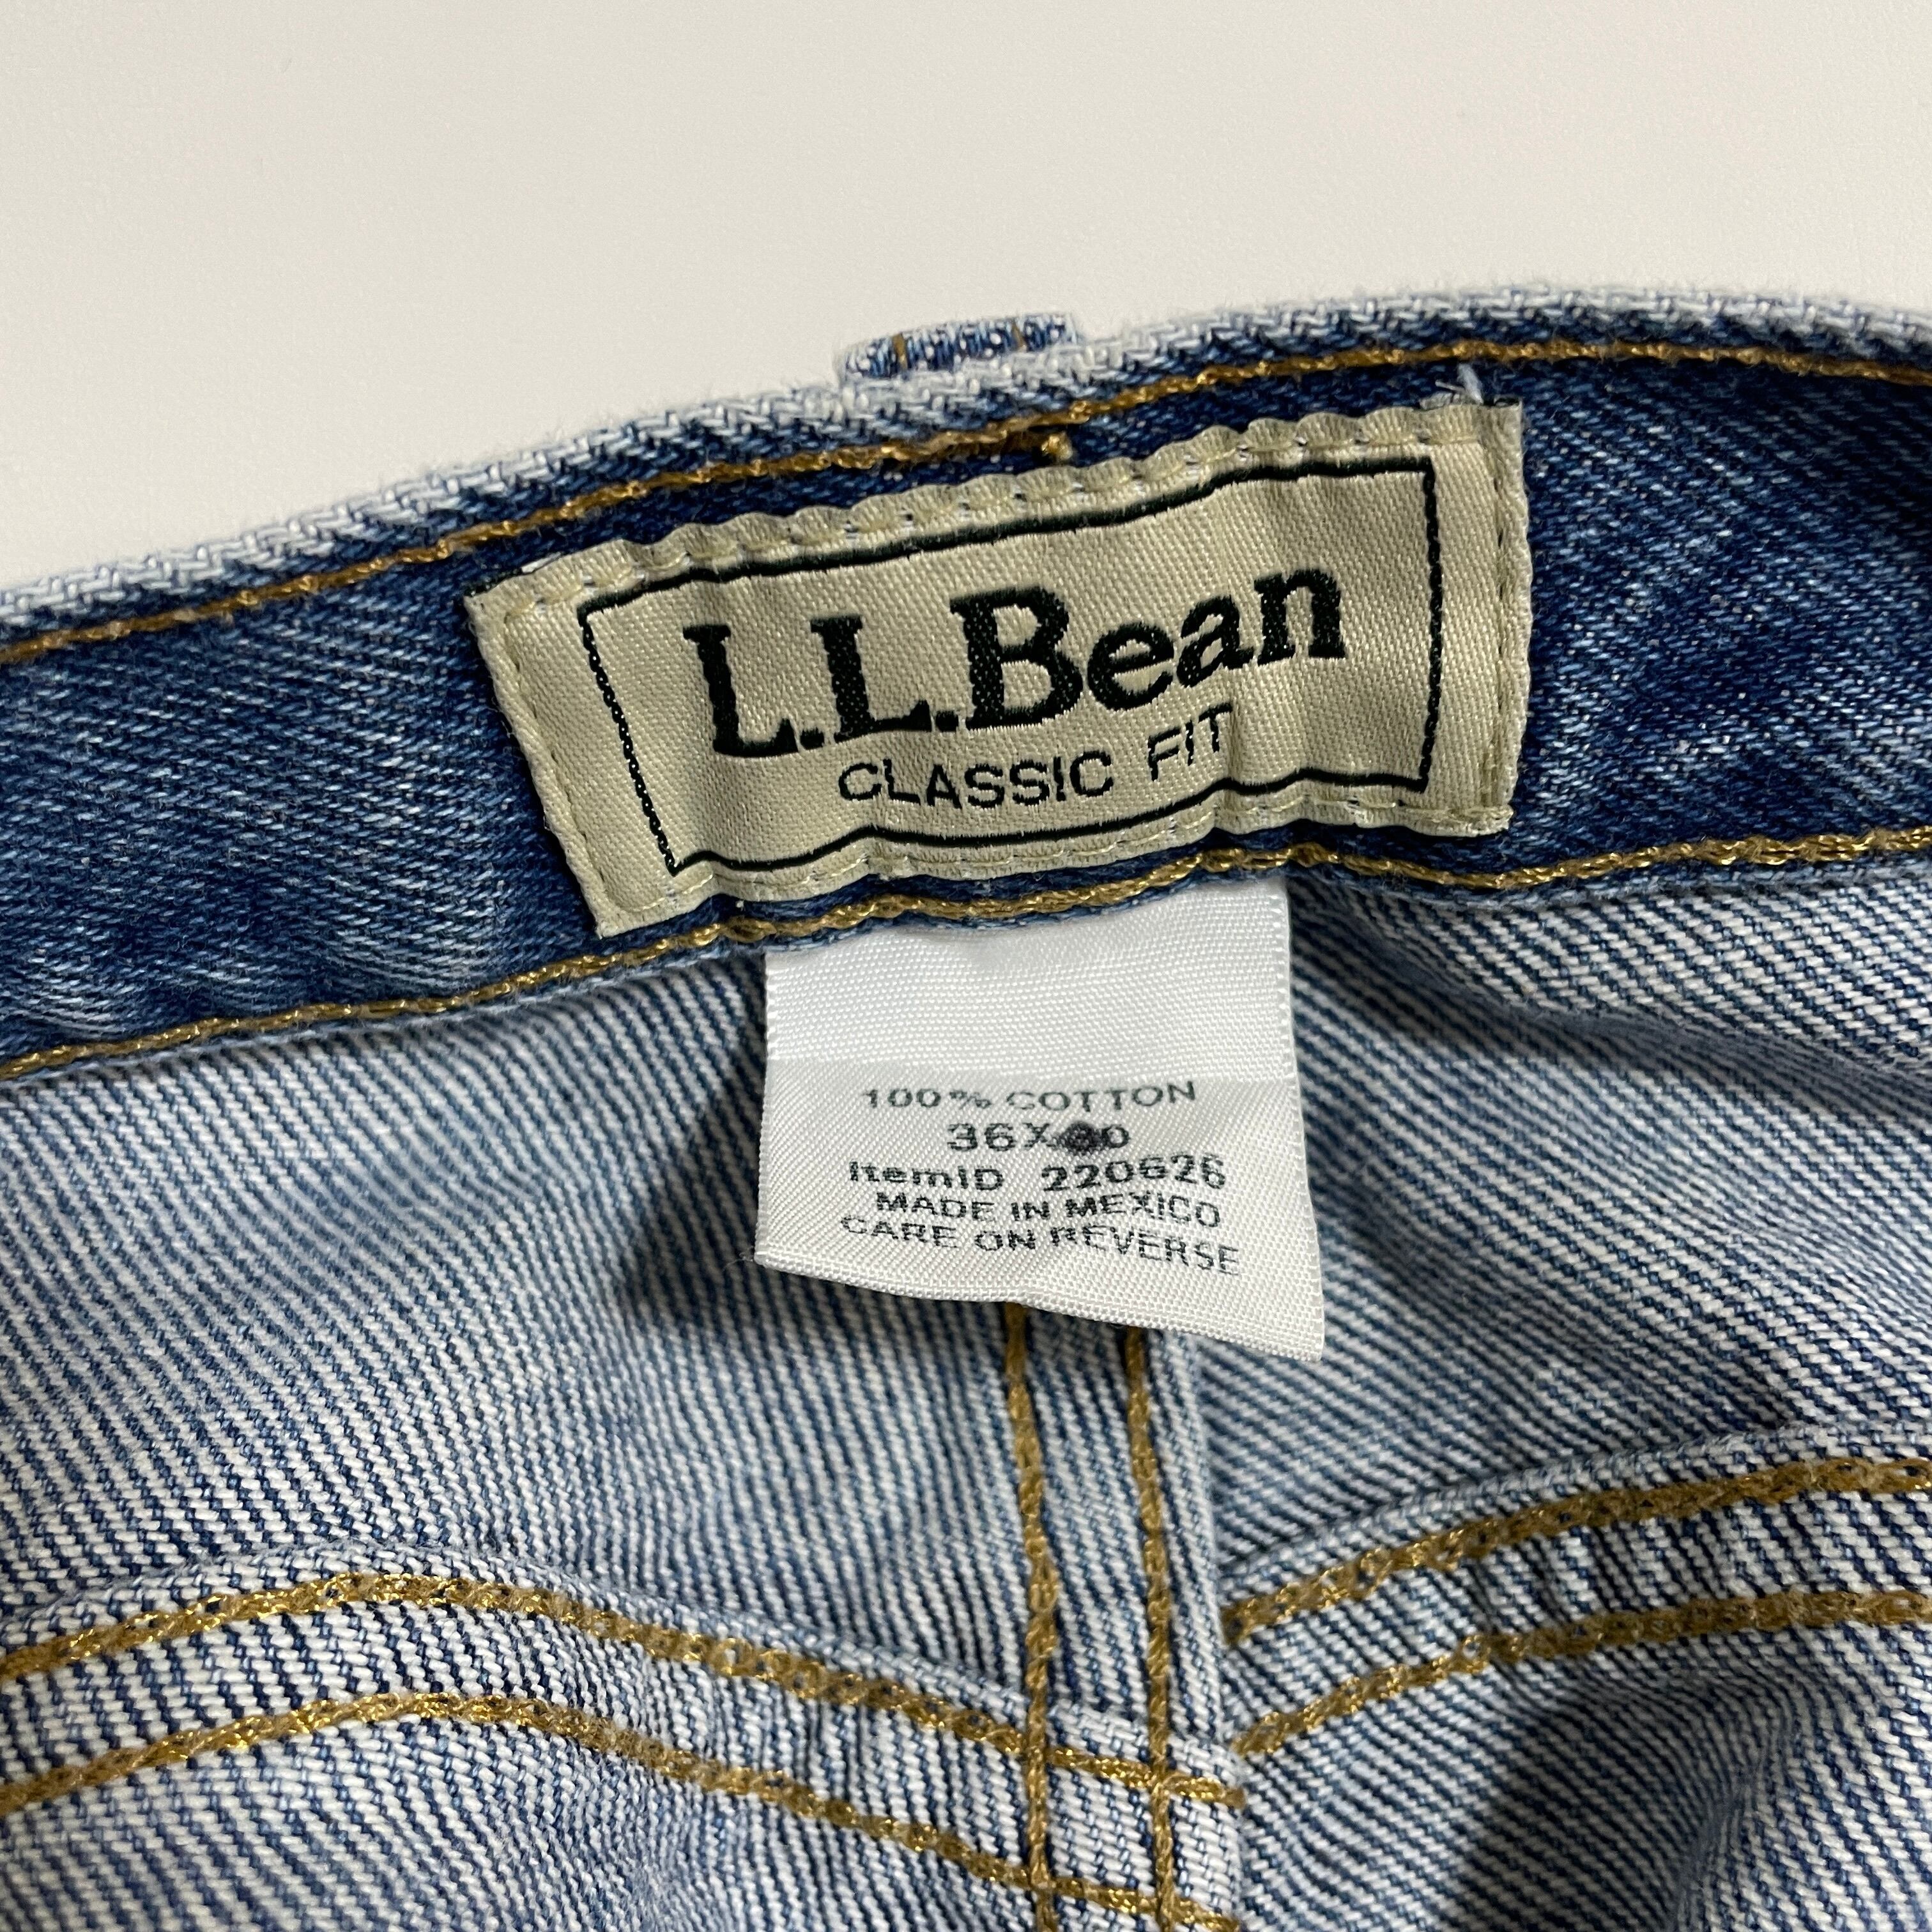 L.L.Bean
CLASSIC FIT
100% COTTON
ItemID 220626
MADE IN MEXICO
CARE ON REVERSE